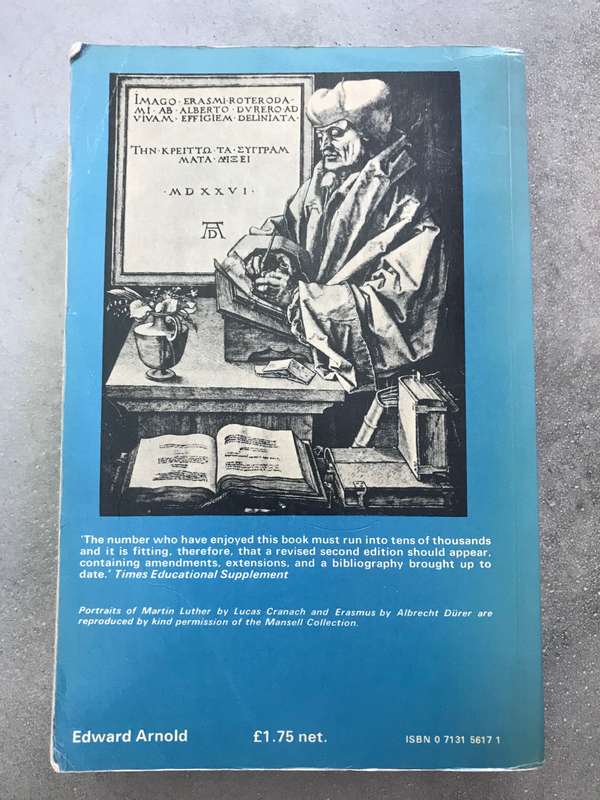 IMAGO · ERASMI · ROTERODA-
MI · AB · ALBERTO · DVRERO · AD
VIVAM · EFFIGIEM · DELINIATA ·
ΤΗΝ · ΚΡΕΙΤΤΩ · ΤΑ · ΣΥΓΓΡΑΜ
ΜΑΤΑ · ΔΙΞΕΙ
· MDXXVI ·
AD
'The number who have enjoyed this book must run into tens of thousands
and it is fitting, therefore, that a revised second edition should appear,
containing amendments, extensions, and a bibliography brought up to
date.' Times Educational Supplement
Portraits of Martin Luther by Lucas Cranach and Erasmus by Albrecht Dürer are
reproduced by kind permission of the Mansell Collection.
Edward Arnold £1.75 net. ISBN 0 7131 5617 1